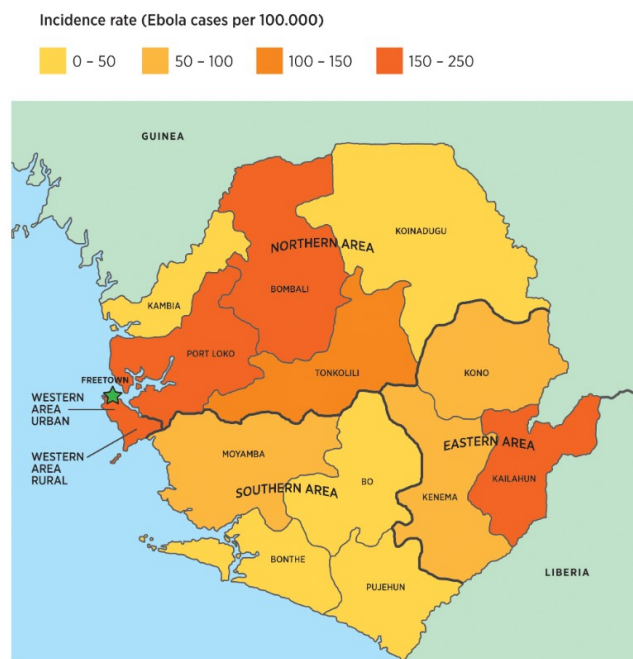 Incidence rate (Ebola cases per 100.000)
0 – 50
50 – 100
100 – 150
150 – 250
GUINEA
KOINADUGU
NORTHERN AREA
BOMBALI
KAMBIA
PORT LOKO
TONKOLILI
KONO
FREETOWN
WESTERN
AREA
URBAN
WESTERN
AREA
RURAL
MOYAMBA
EASTERN AREA
KAILAHUN
SOUTHERN AREA
BO
KENEMA
BONTHE
PUJEHUN
LIBERIA